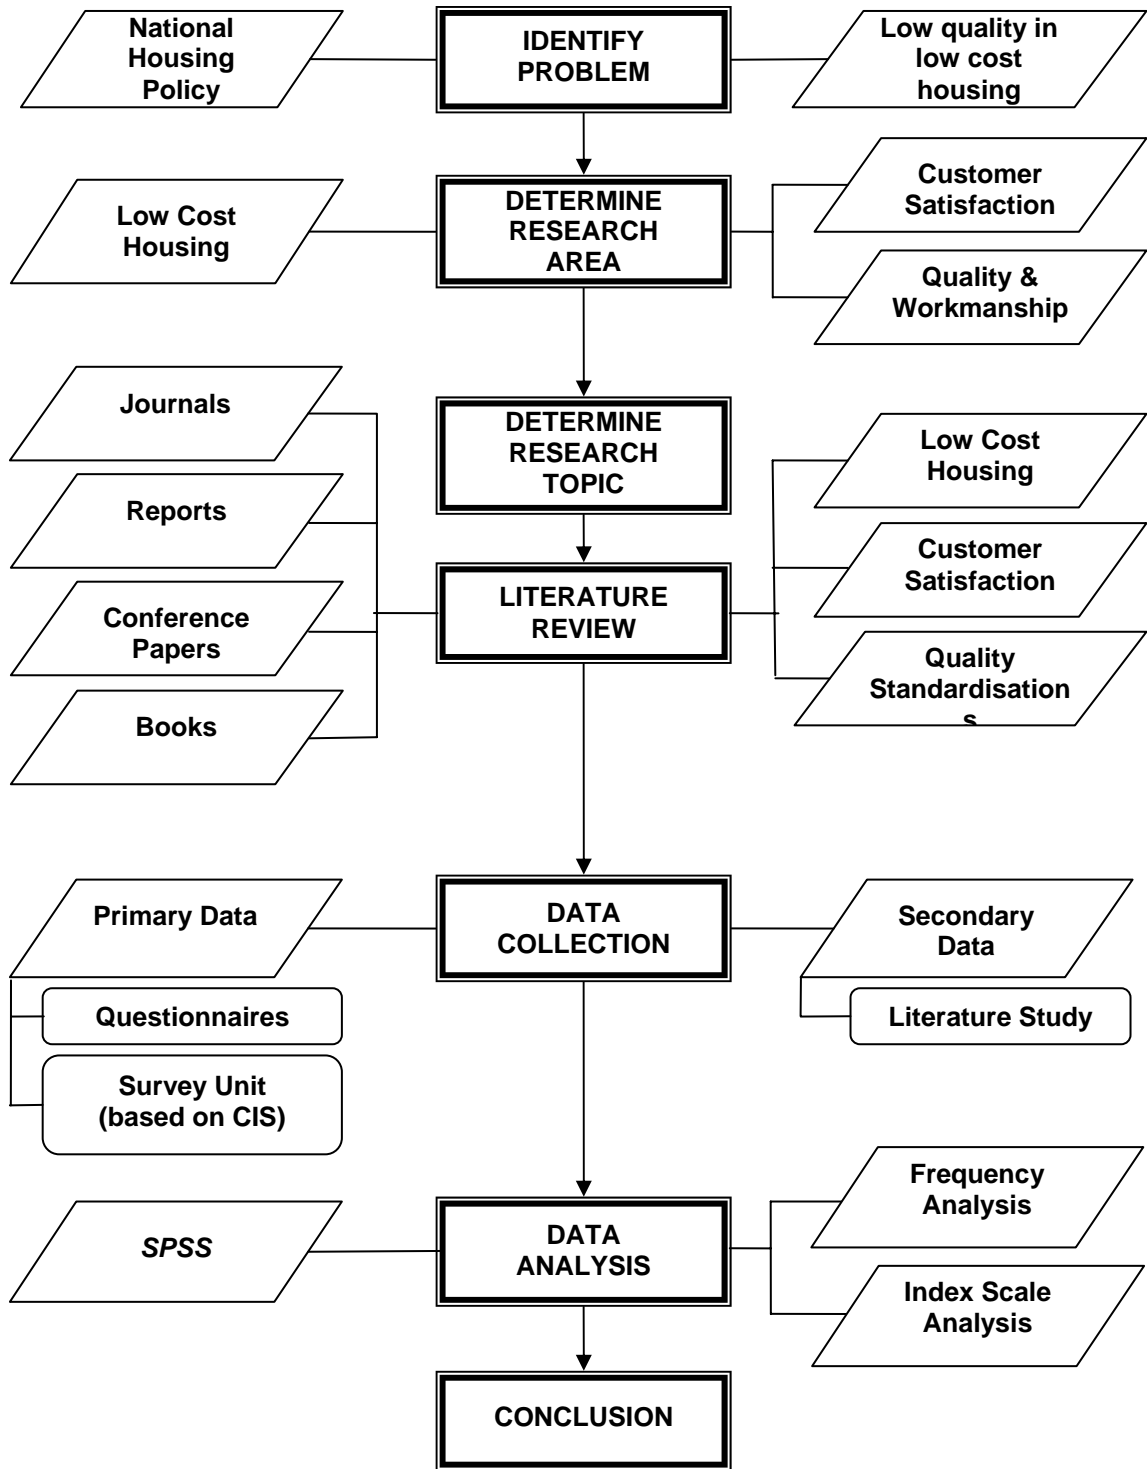 National
Housing
Policy
IDENTIFY
PROBLEM
Low quality in
low cost
housing
Low Cost
Housing
DETERMINE
RESEARCH
AREA
Customer
Satisfaction
Quality &
Workmanship
Journals
Reports
Conference
Papers
Books
DETERMINE
RESEARCH
TOPIC
LITERATURE
REVIEW
Low Cost
Housing
Customer
Satisfaction
Quality
Standardisation
s
Primary Data
Questionnaires
Survey Unit
(based on CIS)
DATA
COLLECTION
Secondary
Data
Literature Study
SPSS
DATA
ANALYSIS
Frequency
Analysis
Index Scale
Analysis
CONCLUSION